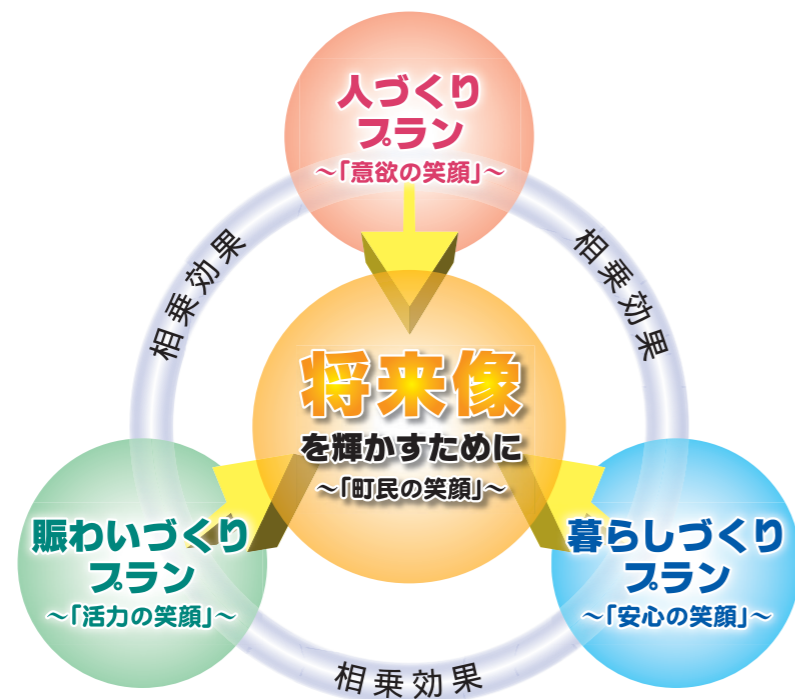 人づくり
プラン
～「意欲の笑顔」～
相乗効果
相乗効果
将来像
を輝かすために
～「町民の笑顔」～
賑わいづくり
プラン
～「活力の笑顔」～
暮らしづくり
プラン
～「安心の笑顔」～
相乗効果